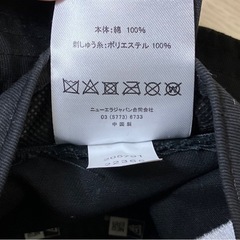 本体：綿 100%
刺しゅう糸：ポリエステル 100%
ニューエラジャパン合同会社
03 (5773) 6733
中国製